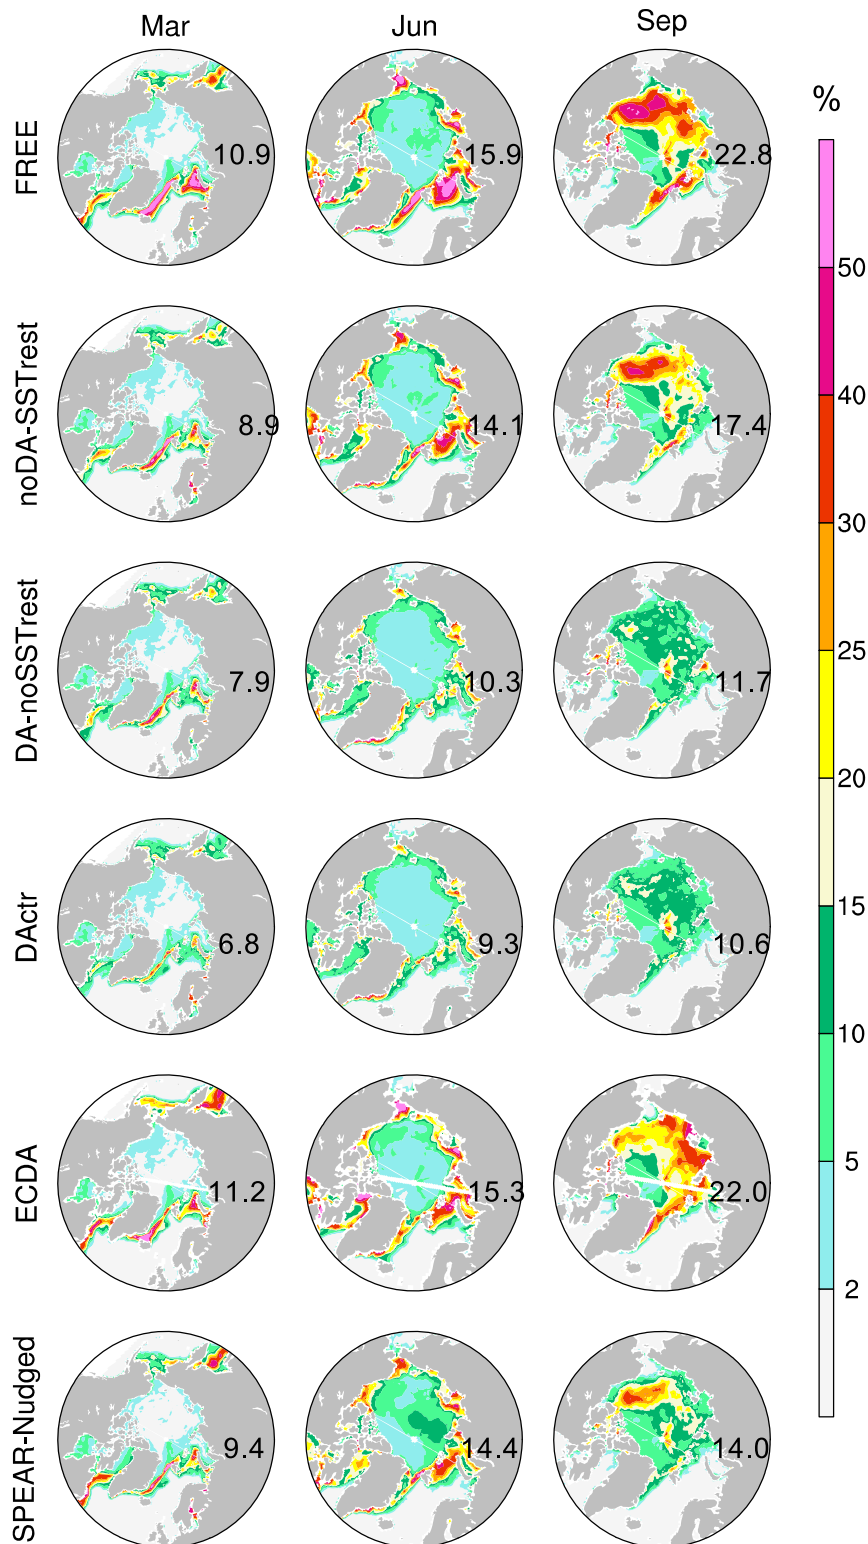 Mar Jun Sep
%
FREE 10.9 15.9 22.8
50
noDA-SSTrest 8.9 14.1 17.4
40
30
DA-noSSTrest 7.9 10.3 11.7
25
20
DActr 6.8 9.3 10.6
15
10
ECDA 11.2 15.3 22.0
5
2
SPEAR-Nudged 9.4 14.4 14.0